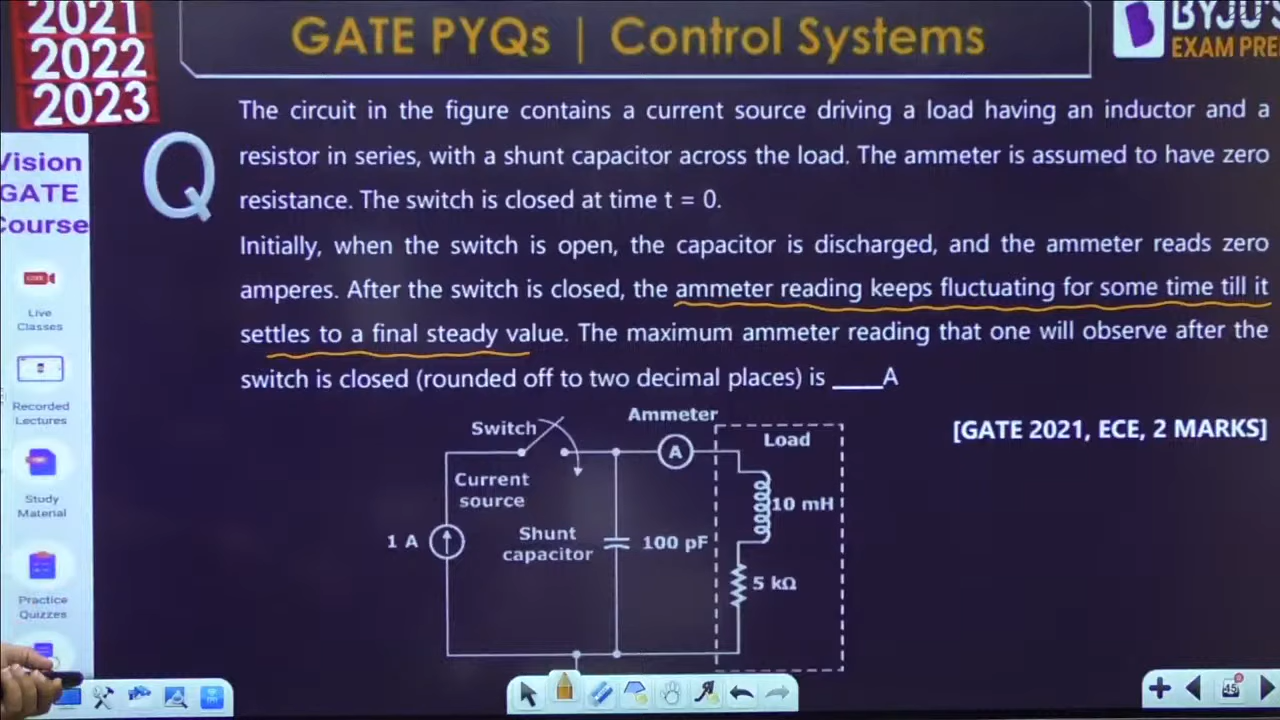 2021
2022
2023
GATE PYQs | Control Systems
BYJU'S
EXAM PRE
Vision
GATE
Course
Live
Classes
Recorded
Lectures
Study
Material
Practice
Quizzes
Q
The circuit in the figure contains a current source driving a load having an inductor and a
resistor in series, with a shunt capacitor across the load. The ammeter is assumed to have zero
resistance. The switch is closed at time t = 0.
Initially, when the switch is open, the capacitor is discharged, and the ammeter reads zero
amperes. After the switch is closed, the ammeter reading keeps fluctuating for some time till it
settles to a final steady value. The maximum ammeter reading that one will observe after the
switch is closed (rounded off to two decimal places) is ____A
[GATE 2021, ECE, 2 MARKS]
Switch
Ammeter
A
Load
Current
source
1 A
Shunt
capacitor
100 pF
10 mH
5 kΩ
45